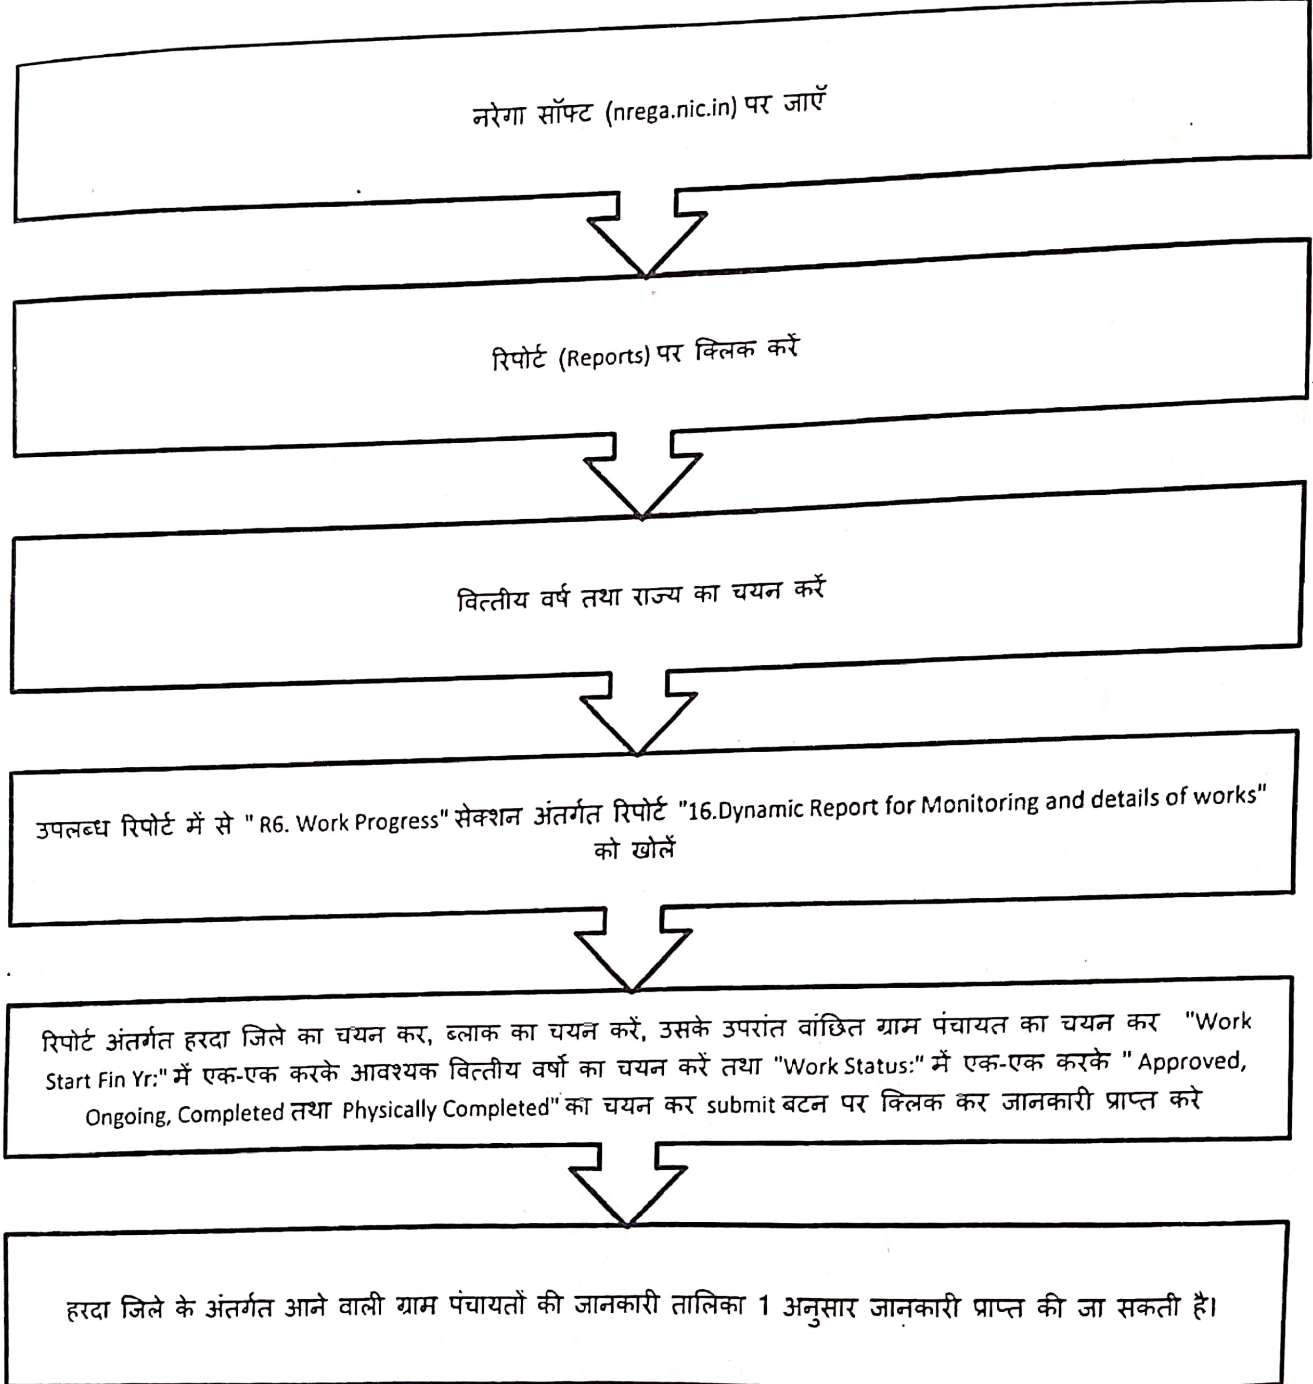 नरेगा सॉफ्ट (nrega.nic.in) पर जाएँ
रिपोर्ट (Reports) पर क्लिक करें
वित्तीय वर्ष तथा राज्य का चयन करें
उपलब्ध रिपोर्ट में से " R6. Work Progress" सेक्शन अंतर्गत रिपोर्ट "16.Dynamic Report for Monitoring and details of works"
को खोलें
रिपोर्ट अंतर्गत हरदा जिले का चयन कर, ब्लाक का चयन करें, उसके उपरांत वांछित ग्राम पंचायत का चयन कर "Work
Start Fin Yr:" में एक-एक करके आवश्यक वित्तीय वर्षो का चयन करें तथा "Work Status:" में एक-एक करके " Approved,
Ongoing, Completed तथा Physically Completed" का चयन कर submit बटन पर क्लिक कर जानकारी प्राप्त करे
हरदा जिले के अंतर्गत आने वाली ग्राम पंचायतों की जानकारी तालिका 1 अनुसार जानकारी प्राप्त की जा सकती है।